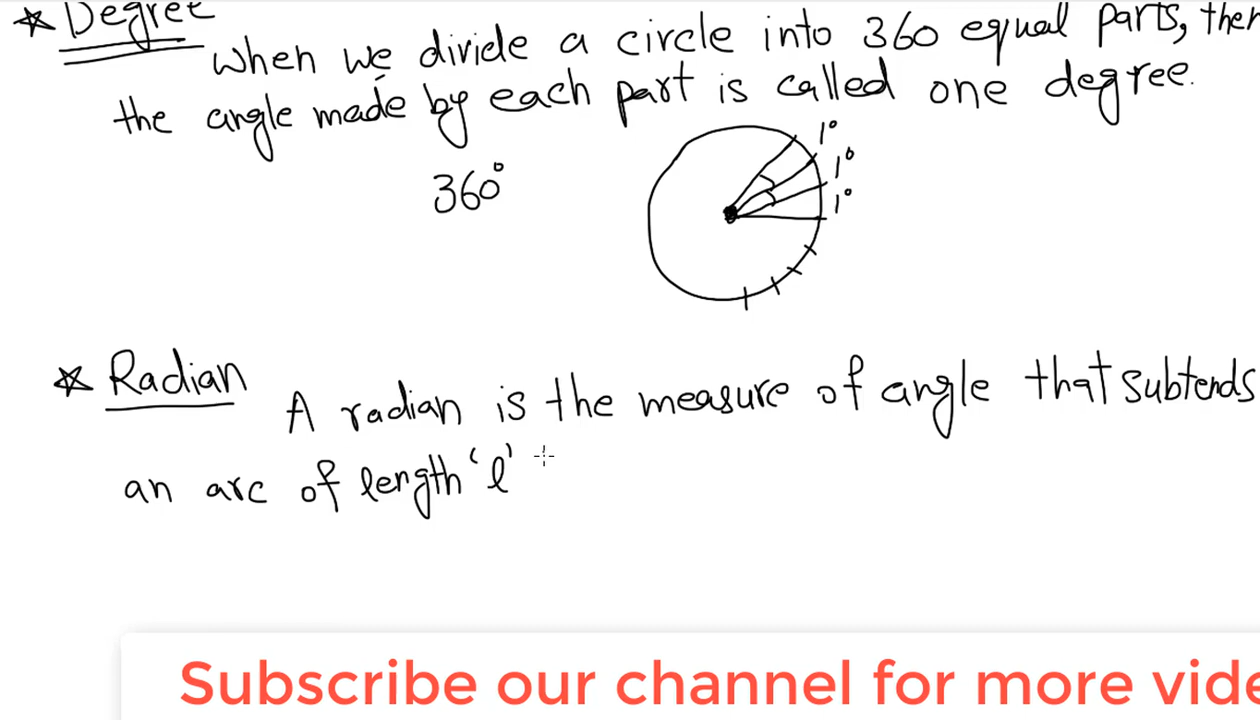 * Degree
When we divide a circle into 360 equal parts, then
the angle made by each part is called one degree.
1°
1°
360°
1°
* Radian A radian is the measure of angle that subtends
an arc of length 'l'
Subscribe our channel for more vide